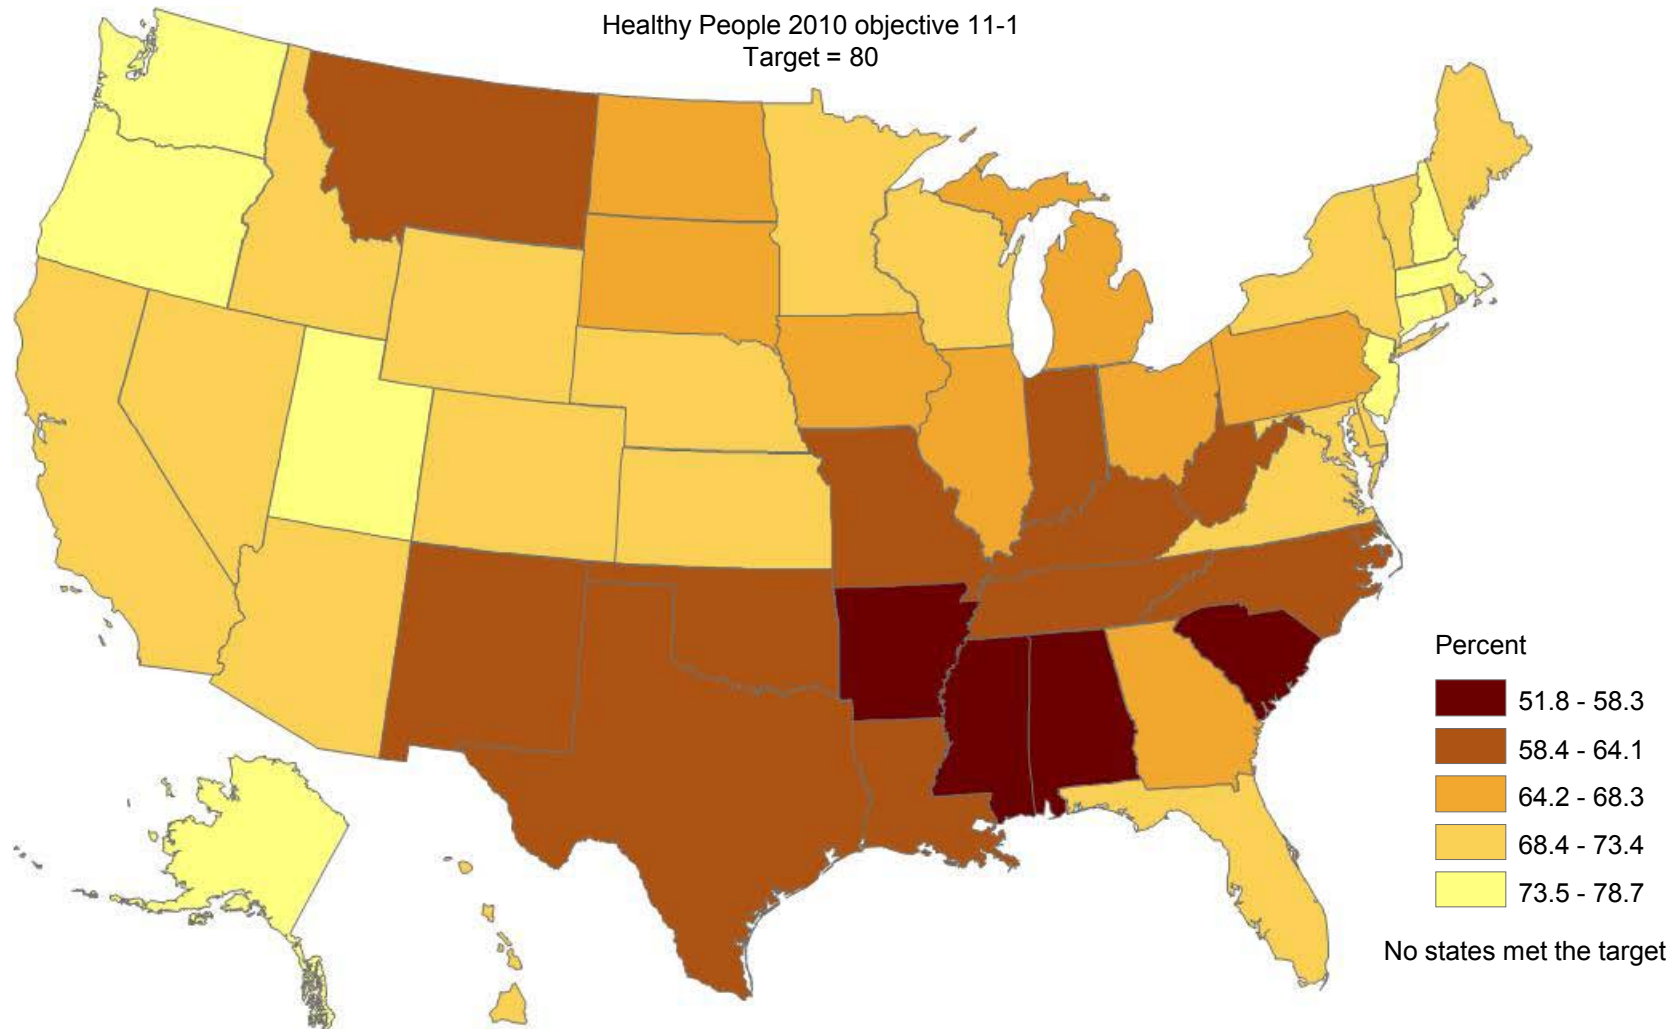 Healthy People 2010 objective 11-1
Target = 80
Percent
51.8 - 58.3
58.4 - 64.1
64.2 - 68.3
68.4 - 73.4
73.5 - 78.7
No states met the target